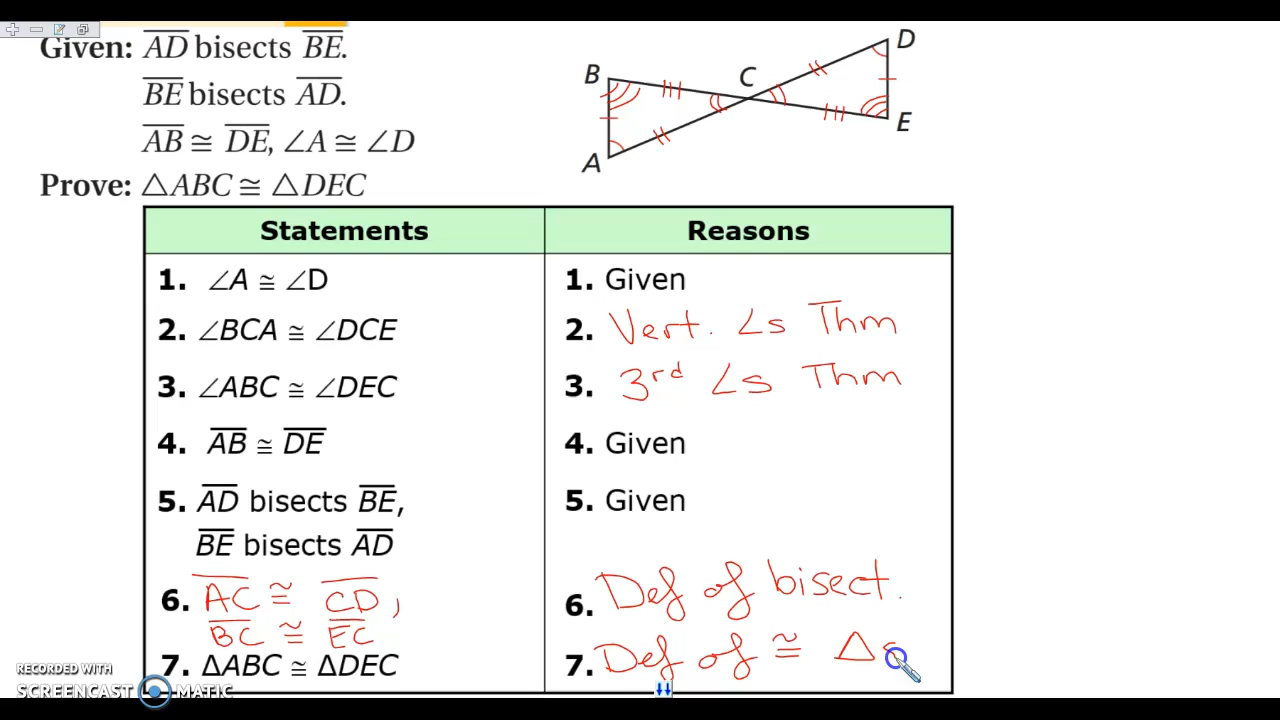 Given: AD bisects BE.
BE bisects AD.
AB ≅ DE, ∠A ≅ ∠D
Prove: △ABC ≅ △DEC
B
C
D
E
A
Statements
Reasons
1. ∠A ≅ ∠D
1. Given
2. ∠BCA ≅ ∠DCE
2. Vert. ∠s Thm
3. ∠ABC ≅ ∠DEC
3. 3rd ∠s Thm
4. AB ≅ DE
4. Given
5. AD bisects BE,
BE bisects AD
5. Given
6. AC ≅ CD,
BC ≅ EC
6. Def of bisect.
7. ΔABC ≅ ΔDEC
7. Def of ≅ Δs
RECORDED WITH
SCREENCAST MATIC